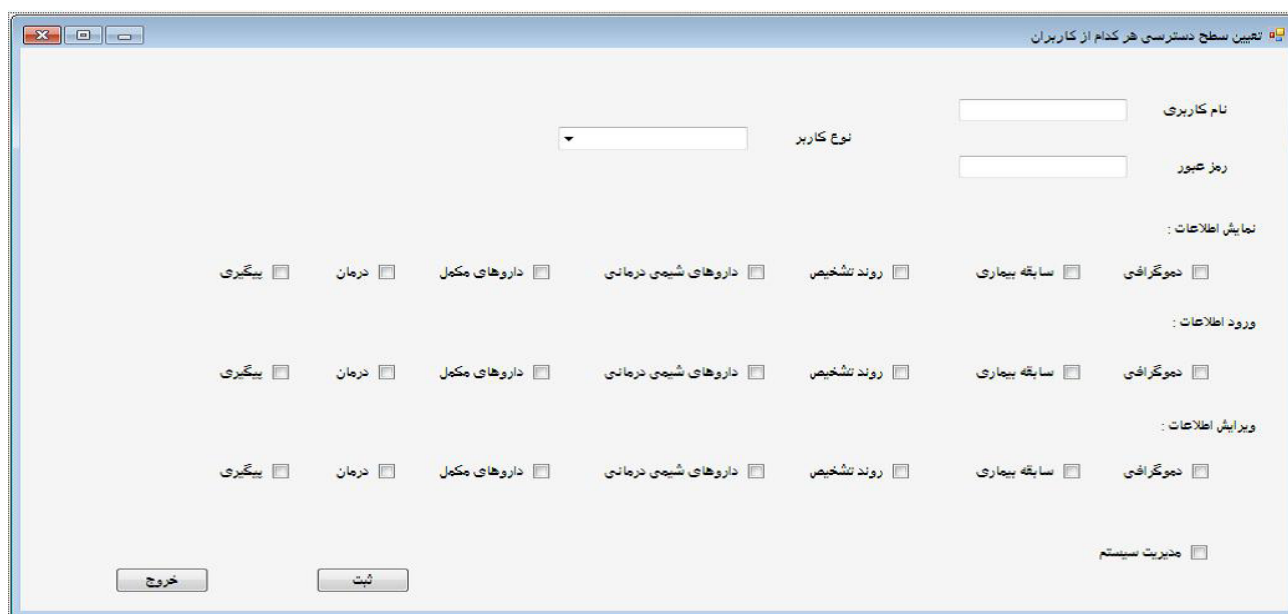 تعیین سطح دسترسی هر کدام از کاربران
نام کاربری
نوع کاربر
رمز عبور
نمایش اطلاعات :
دموگرافی سابقه بیماری روند تشخیص داروهای شیمی درمانی داروهای مکمل درمان پیگیری
ورود اطلاعات :
دموگرافی سابقه بیماری روند تشخیص داروهای شیمی درمانی داروهای مکمل درمان پیگیری
ویرایش اطلاعات :
دموگرافی سابقه بیماری روند تشخیص داروهای شیمی درمانی داروهای مکمل درمان پیگیری
مدیریت سیستم
ثبت خروج